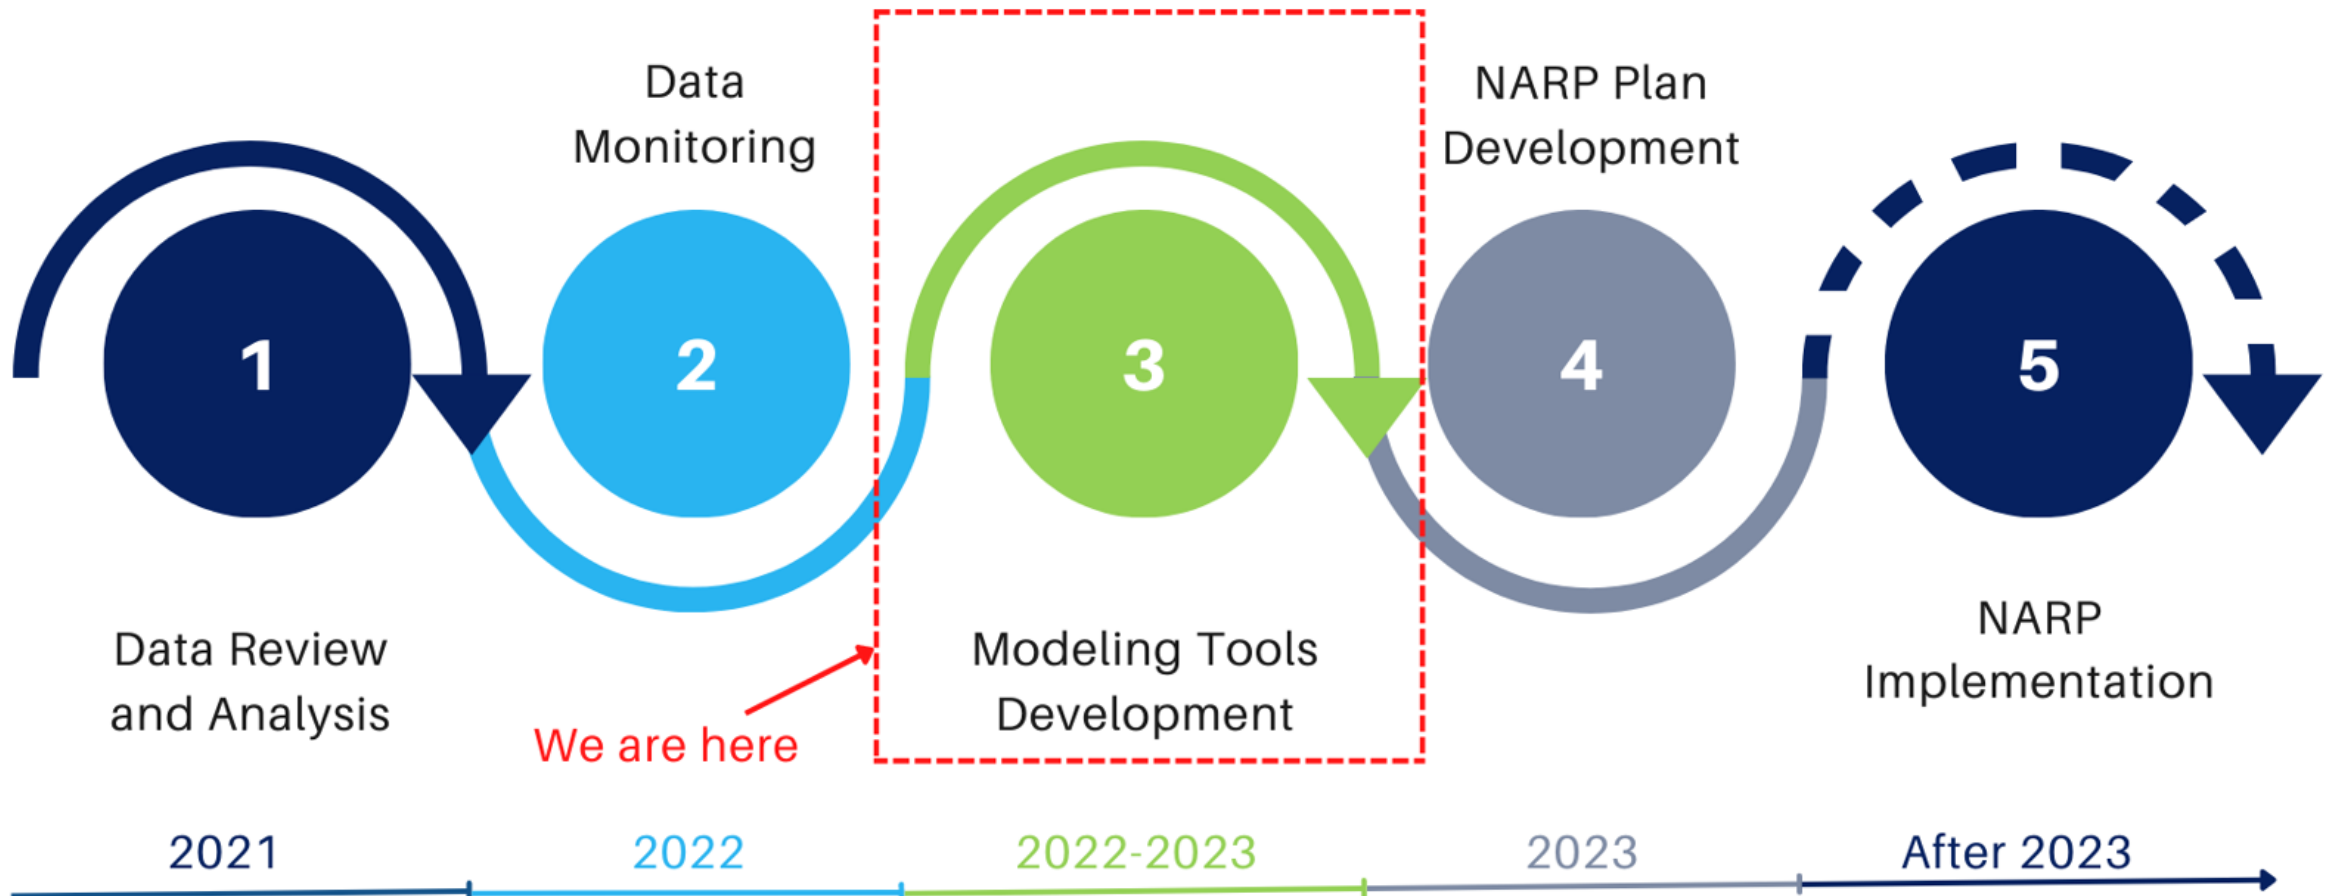 Data
Monitoring
NARP Plan
Development
1
2
3
4
5
Data Review
and Analysis
We are here
Modeling Tools
Development
NARP
Implementation
2021
2022
2022-2023
2023
After 2023